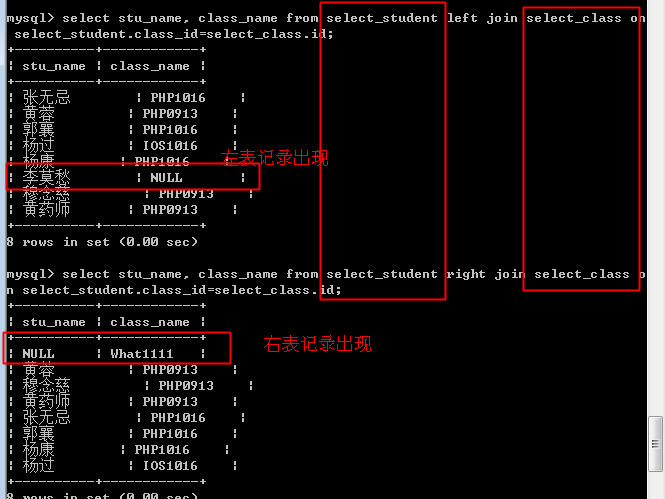 mysql> select stu_name, class_name from select_student left join select_class on
 select_student.class_id=select_class.id;
+-----------+------------+
| stu_name | class_name |
+-----------+------------+
| 张无忌 | PHP1016 |
| 黄蓉 | PHP0913 |
| 郭襄 | PHP1016 |
| 杨过 | IOS1016 |
| 杨康 | PHP1016 |
左表记录出现
| 李莫愁 | NULL |
| 穆念慈 | PHP0913 |
| 黄药师 | PHP0913 |
+-----------+------------+
8 rows in set (0.00 sec)
mysql> select stu_name, class_name from select_student right join select_class o
n select_student.class_id=select_class.id;
+-----------+------------+
| stu_name | class_name |
+-----------+------------+
| NULL | What1111 |
右表记录出现
| 黄蓉 | PHP0913 |
| 穆念慈 | PHP0913 |
| 黄药师 | PHP0913 |
| 张无忌 | PHP1016 |
| 郭襄 | PHP1016 |
| 杨康 | PHP1016 |
| 杨过 | IOS1016 |
+-----------+------------+
8 rows in set (0.00 sec)